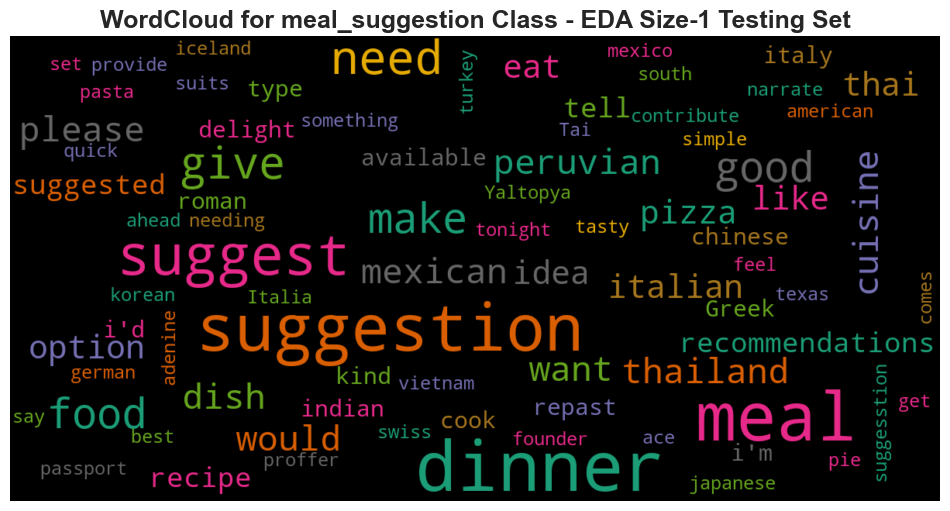 WordCloud for meal_suggestion Class - EDA Size-1 Testing Set
iceland
need
mexico
italy
set
provide
eat
south
thai
pasta
suits
type
turkey
narrate
something
tell
contribute
american
please
delight
Tai
simple
quick
give
available
peruvian
good
cuisine
suggested
roman
Yaltopya
like
ahead
needing
make
tonight
tasty
pizza
chinese
suggest
mexican
idea
feel
korean
Italia
italian
texas
comes
i'd
adenine
suggestion
Greek
option
recommendations
german
kind
vietnam
want
thailand
say
food
dish
indian
cook
repast
meal
suggesstion
get
best
would
swiss
founder
ace
i'm
passport
recipe
proffer
dinner
pie
japanese